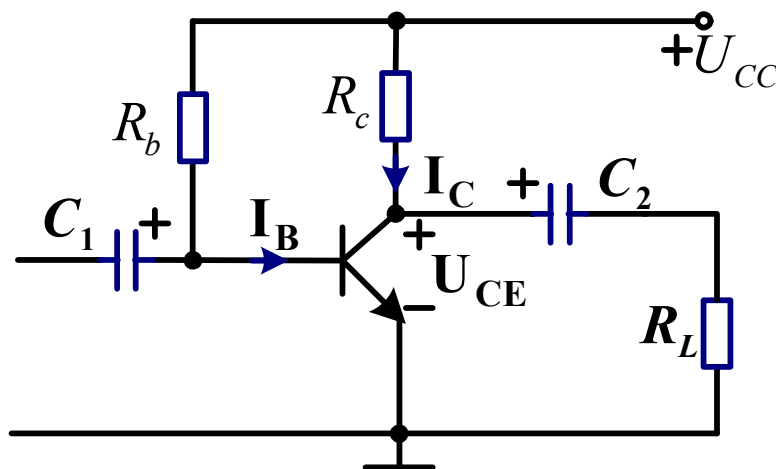 +U_CC
R_b
R_c
I_C
+
C_2
C_1
+
I_B
+
U_CE
−
R_L